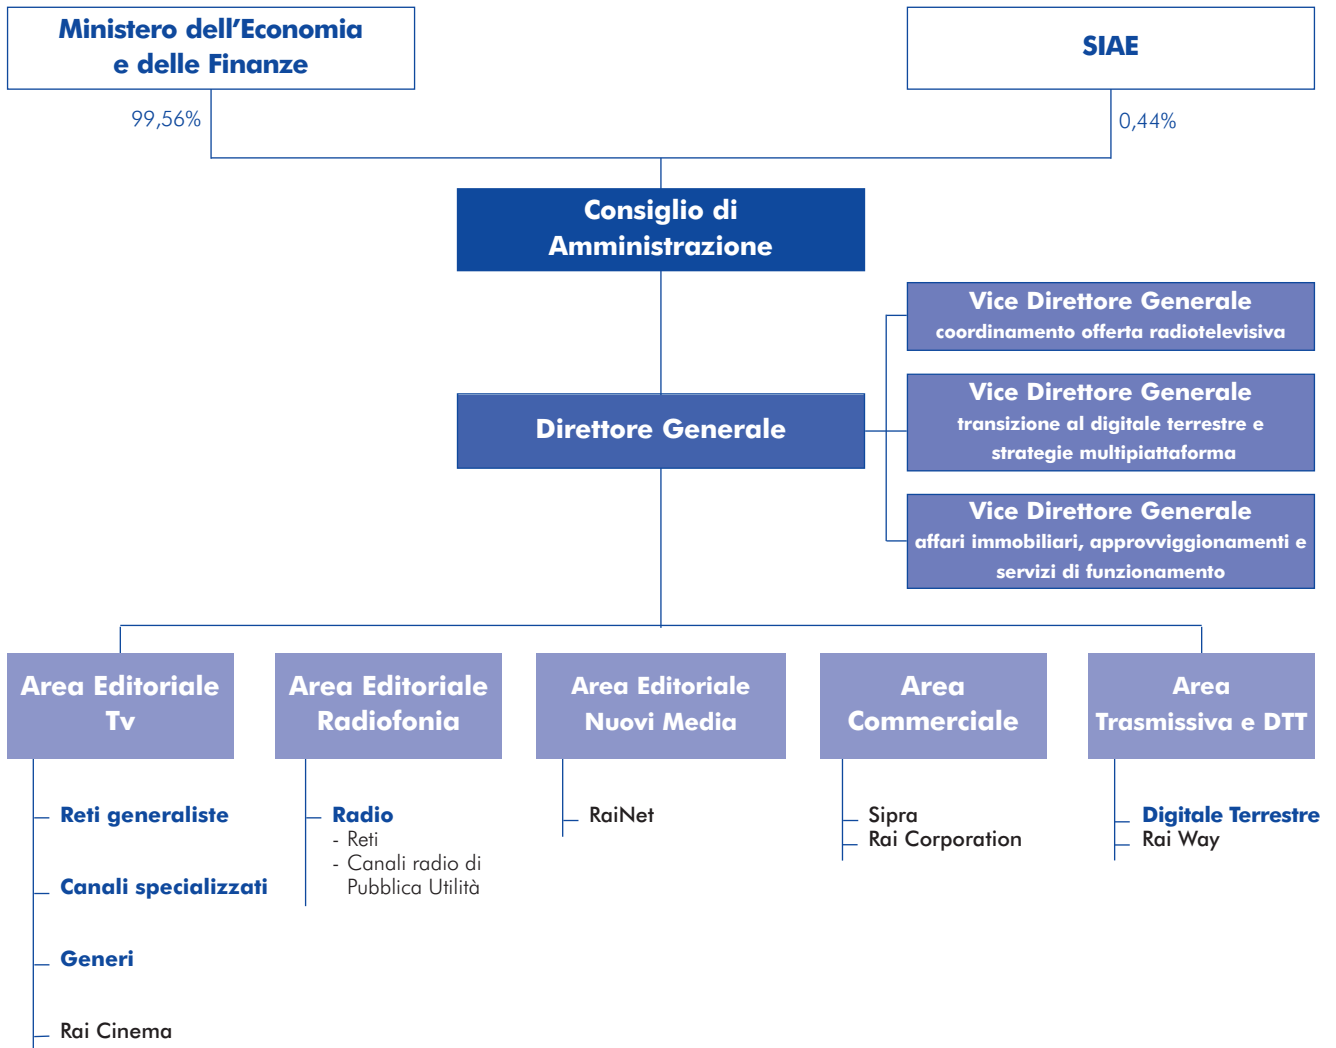 Ministero dell'Economia
e delle Finanze
SIAE
99,56%
0,44%
Consiglio di
Amministrazione
Vice Direttore Generale
coordinamento offerta radiotelevisiva
Vice Direttore Generale
transizione al digitale terrestre e
strategie multipiattaforma
Direttore Generale
Vice Direttore Generale
affari immobiliari, approvviggionamenti e
servizi di funzionamento
Area Editoriale
Tv
Area Editoriale
Radiofonia
Area Editoriale
Nuovi Media
Area
Commerciale
Area
Trasmissiva e DTT
Reti generaliste
Canali specializzati
Generi
Rai Cinema
Radio
- Reti
- Canali radio di
Pubblica Utilità
RaiNet
Sipra
Rai Corporation
Digitale Terrestre
Rai Way